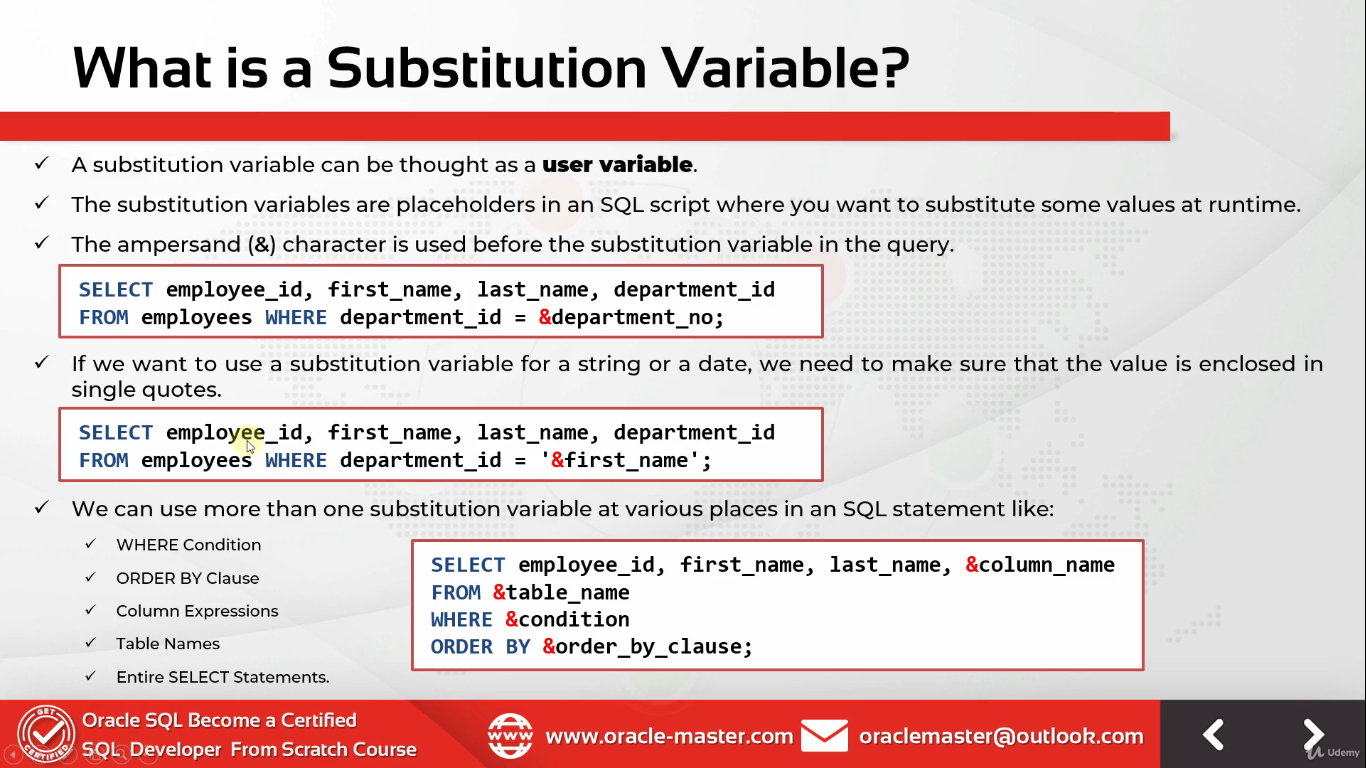 What is a Substitution Variable?
✓ A substitution variable can be thought as a user variable.
✓ The substitution variables are placeholders in an SQL script where you want to substitute some values at runtime.
✓ The ampersand (&) character is used before the substitution variable in the query.
SELECT employee_id, first_name, last_name, department_id
FROM employees WHERE department_id = &department_no;
✓ If we want to use a substitution variable for a string or a date, we need to make sure that the value is enclosed in
single quotes.
SELECT employee_id, first_name, last_name, department_id
FROM employees WHERE department_id = '&first_name';
✓ We can use more than one substitution variable at various places in an SQL statement like:
✓ WHERE Condition
✓ ORDER BY Clause
✓ Column Expressions
✓ Table Names
✓ Entire SELECT Statements.
SELECT employee_id, first_name, last_name, &column_name
FROM &table_name
WHERE &condition
ORDER BY &order_by_clause;
GET CERTIFIED
Oracle SQL Become a Certified
SQL Developer From Scratch Course
www
www.oracle-master.com
oraclemaster@outlook.com
Udemy